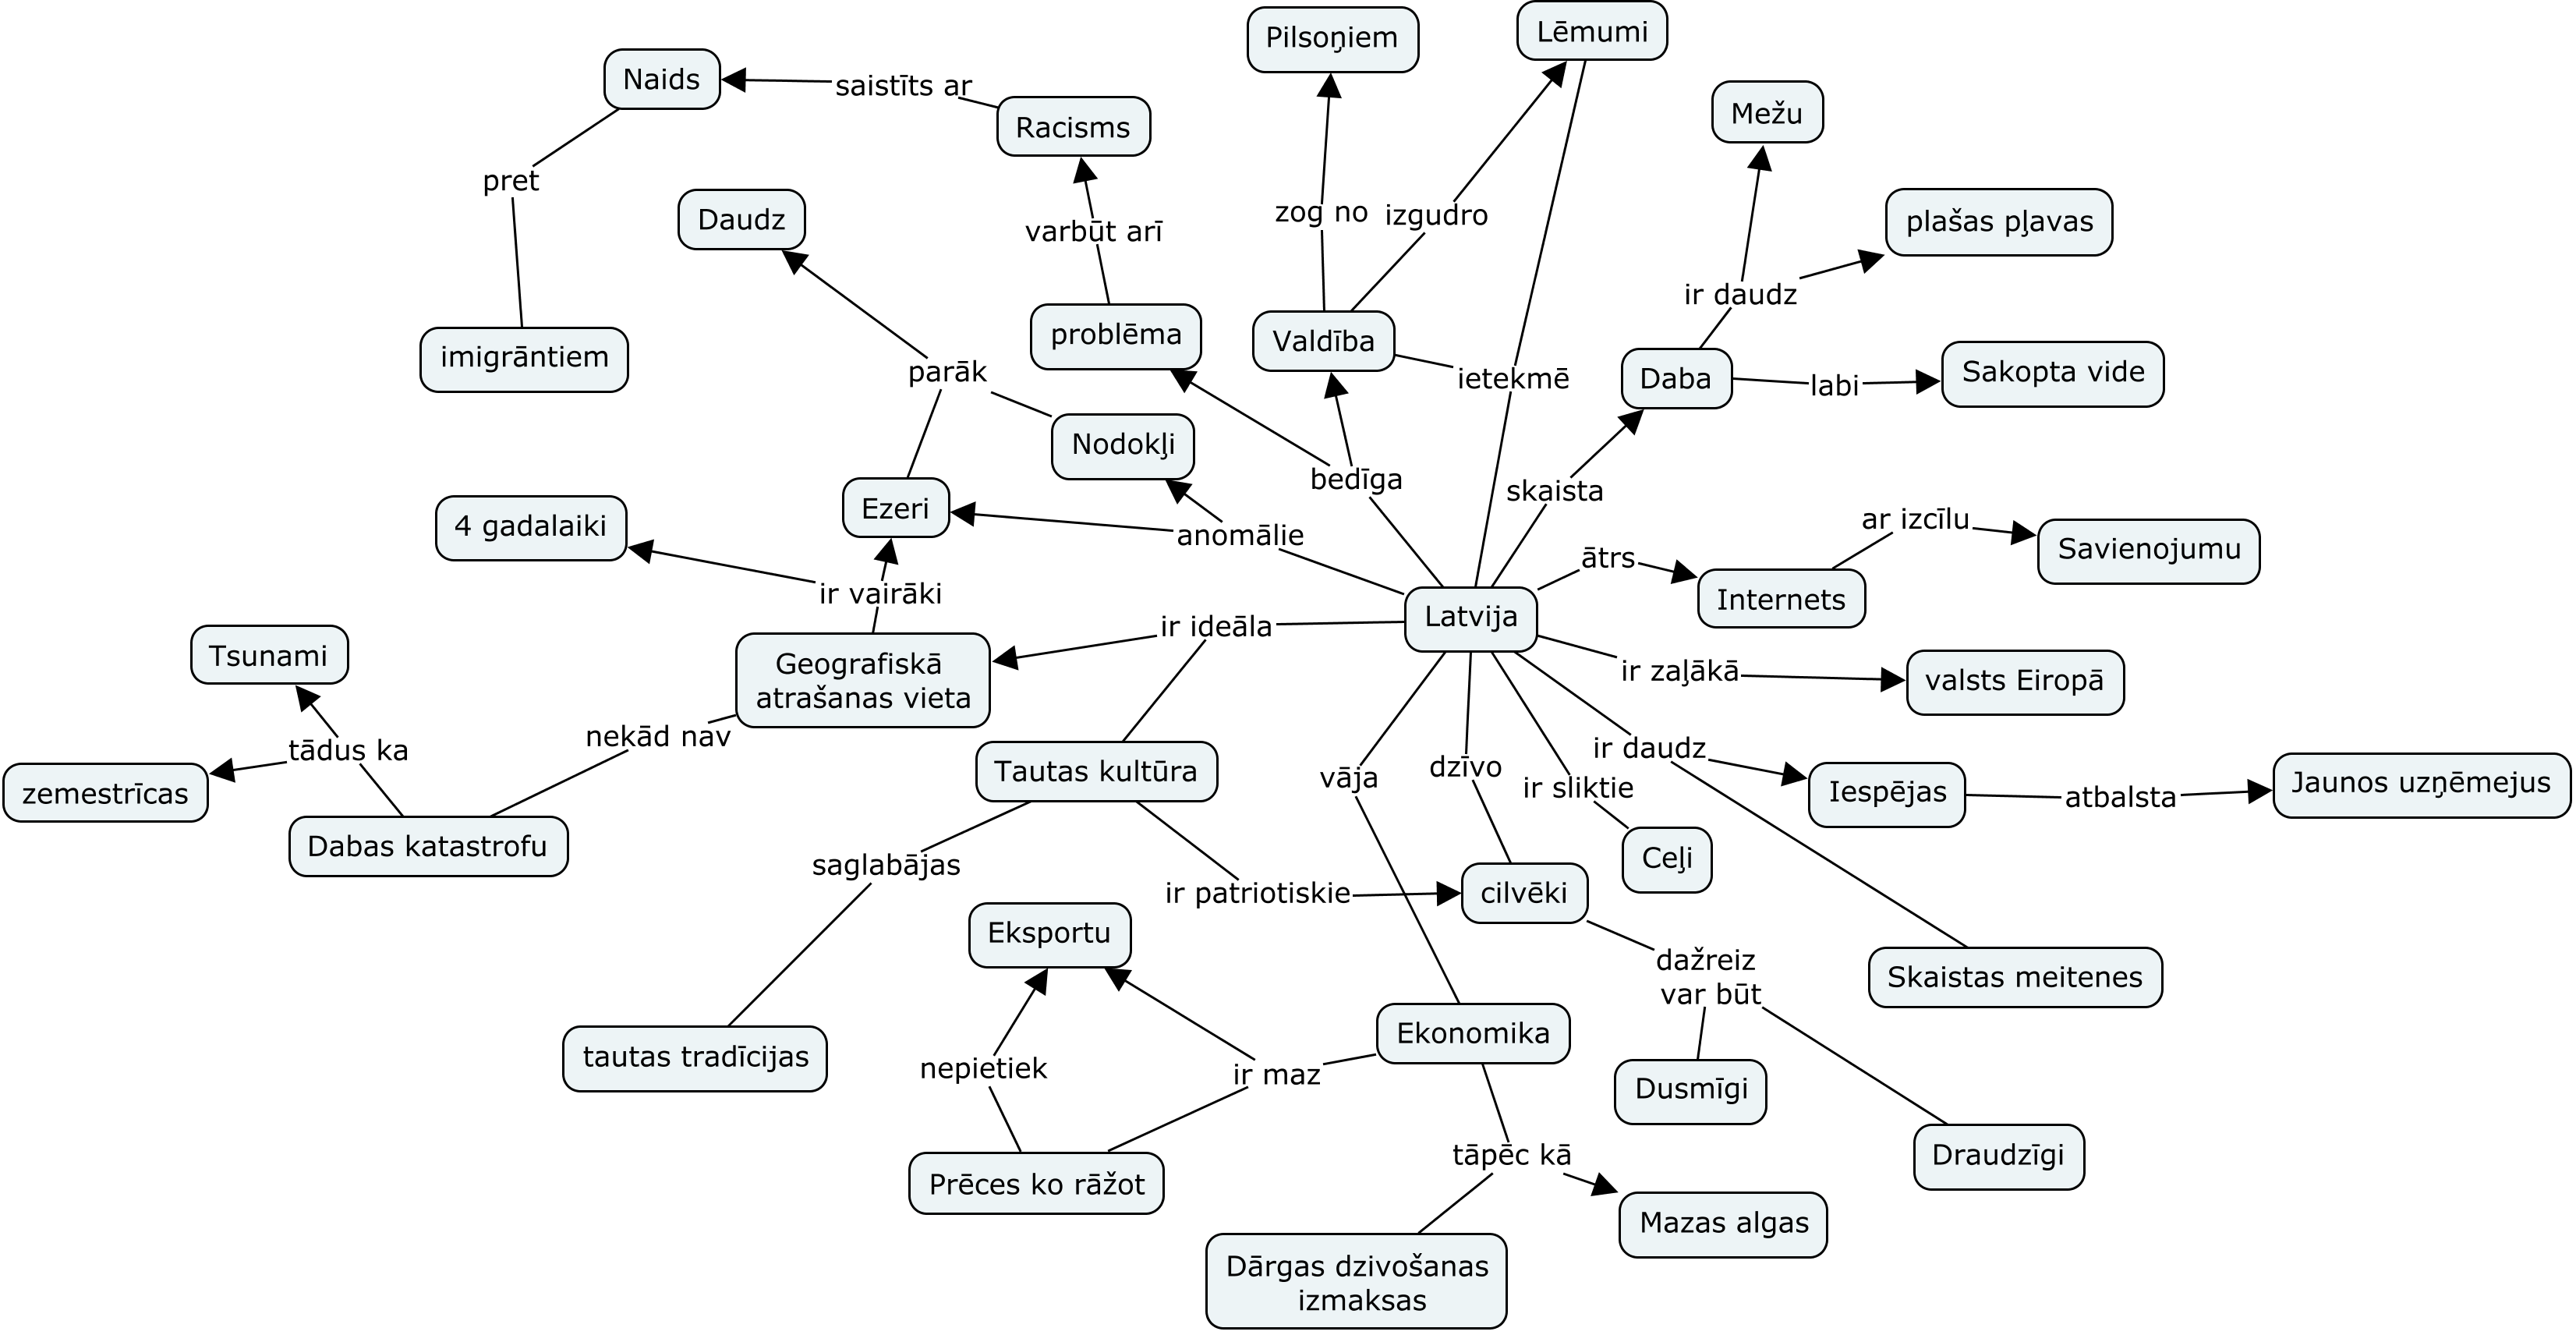 Pilsoņiem
Lēmumi
Naids
saistīts ar
Racisms
Mežu
pret
Daudz
zog no
izgudro
plašas pļavas
varbūt arī
ir daudz
problēma
Valdība
imigrāntiem
parāk
ietekmē
Daba
labi
Sakopta vide
Nodokļi
bedīga
skaista
Ezeri
4 gadalaiki
anomālie
ar izcīlu
Savienojumu
ātrs
Internets
ir vairāki
Latvija
ir ideāla
Tsunami
Geografiskā
atrašanas vieta
ir zaļākā
valsts Eiropā
nekād nav
tādus ka
zemestrīcas
Tautas kultūra
vāja
dzīvo
ir daudz
ir sliktie
Iespējas
atbalsta
Jaunos uzņēmejus
Dabas katastrofu
saglabājas
ir patriotiskie
cilvēki
Ceļi
Eksportu
dažreiz
var būt
Skaistas meitenes
tautas tradīcijas
nepietiek
ir maz
Ekonomika
Dusmīgi
Draudzīgi
Prēces ko rāžot
tāpēc kā
Mazas algas
Dārgas dzivošanas
izmaksas